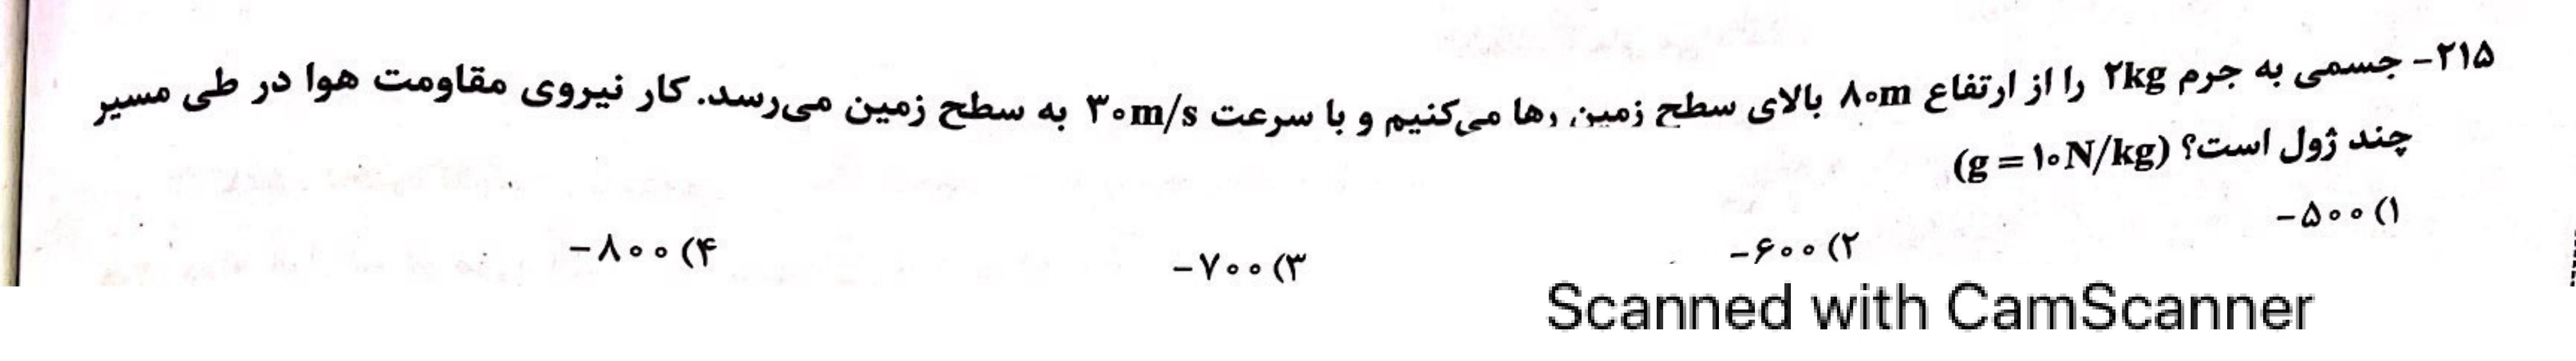 ۲۱۵- جسمی به جرم ۲kg را از ارتفاع ۸۰m بالای سطح زمین رها می‌کنیم و با سرعت ۳۰m/s به سطح زمین می‌رسد. کار نیروی مقاومت هوا در طی مسیر
چند ژول است؟ (g = ۱۰N/kg)
۱) ۵۰۰- ۲) ۶۰۰- ۳) ۷۰۰- ۴) ۸۰۰-
Scanned with CamScanner